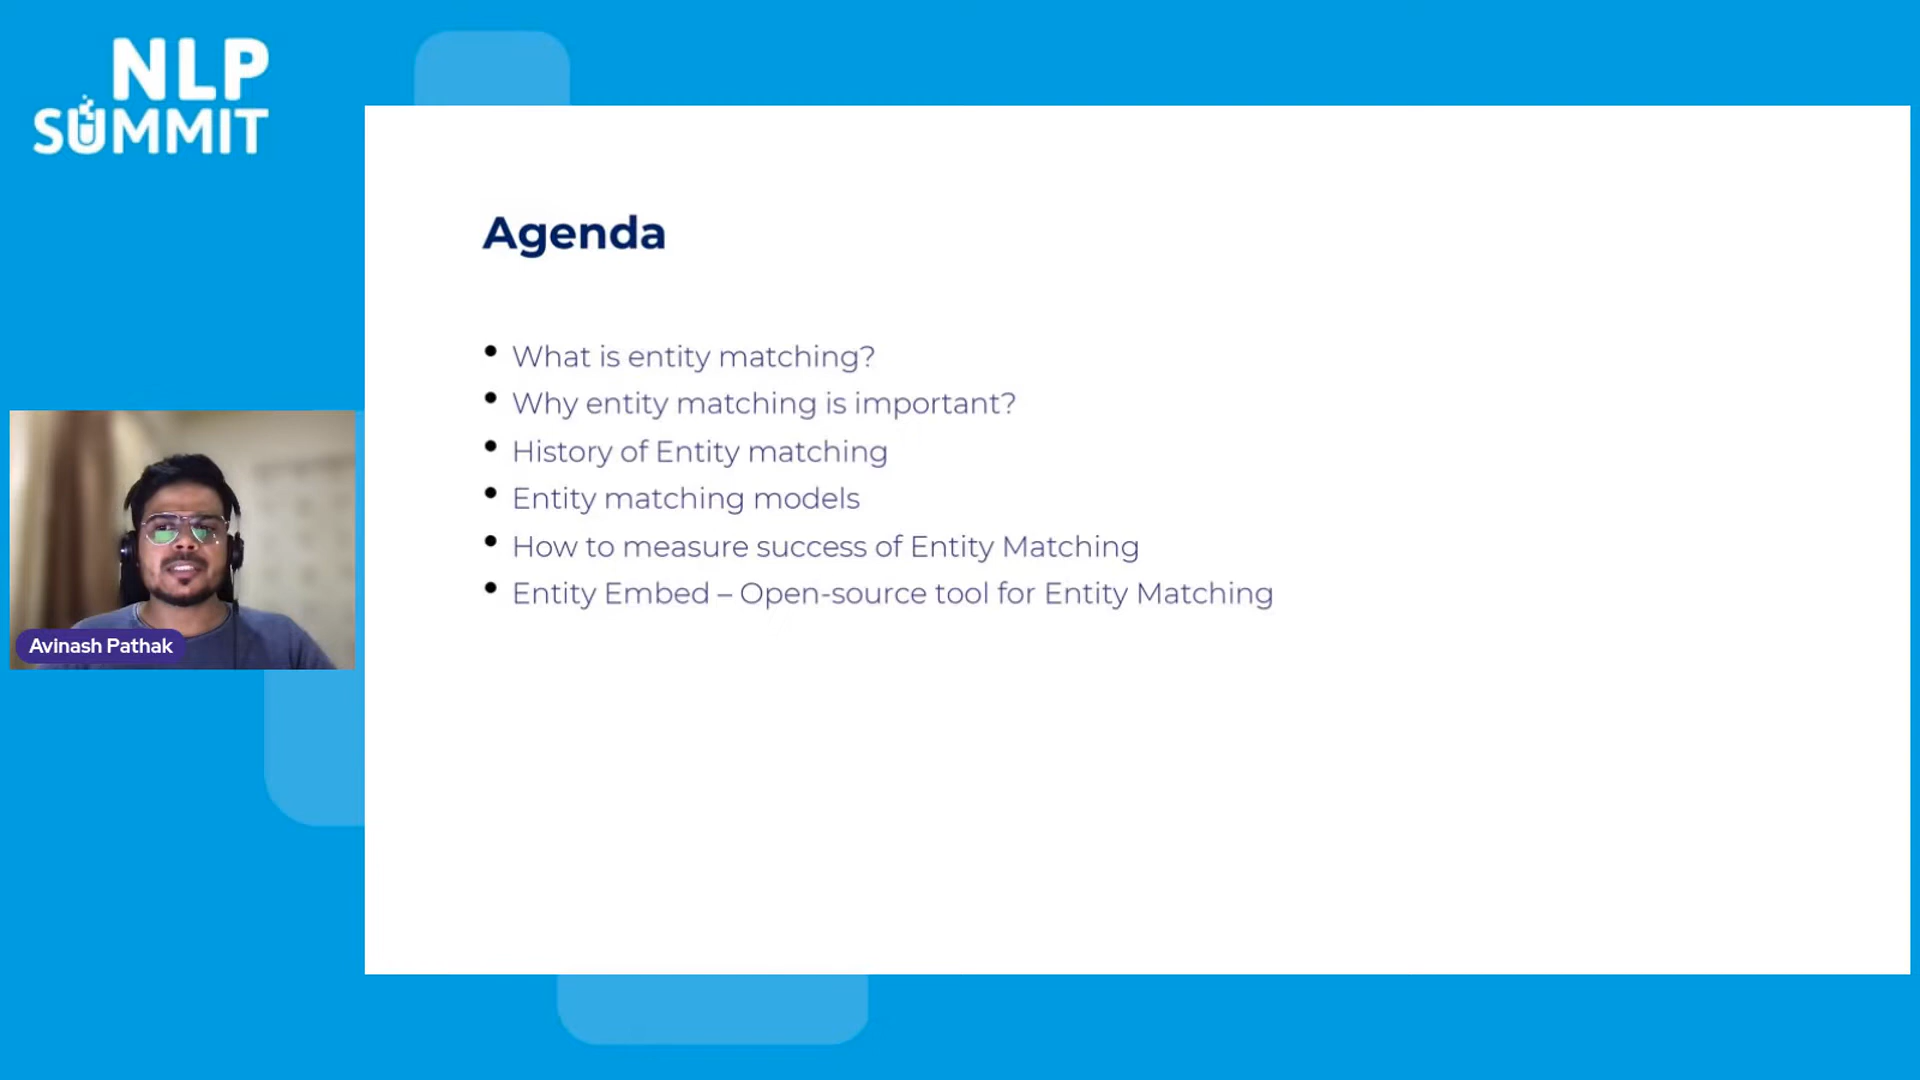 NLP
SUMMIT
Agenda
• What is entity matching?
• Why entity matching is important?
• History of Entity matching
• Entity matching models
• How to measure success of Entity Matching
• Entity Embed – Open-source tool for Entity Matching
Avinash Pathak